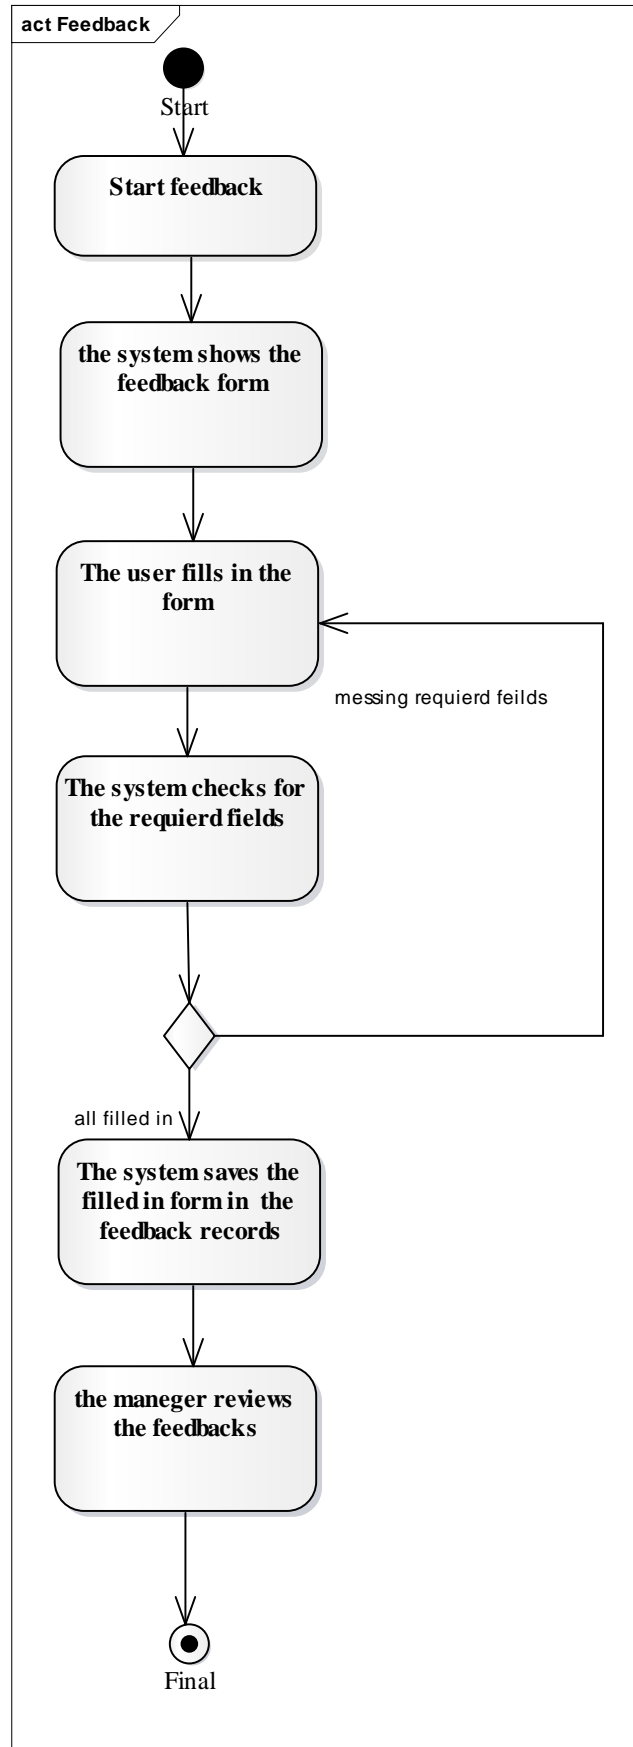 act Feedback
Start
Start feedback
the system shows the
feedback form
The user fills in the
form
messing requierd feilds
The system checks for
the requierd fields
all filled in
The system saves the
filled in form in the
feedback records
the maneger reviews
the feedbacks
Final